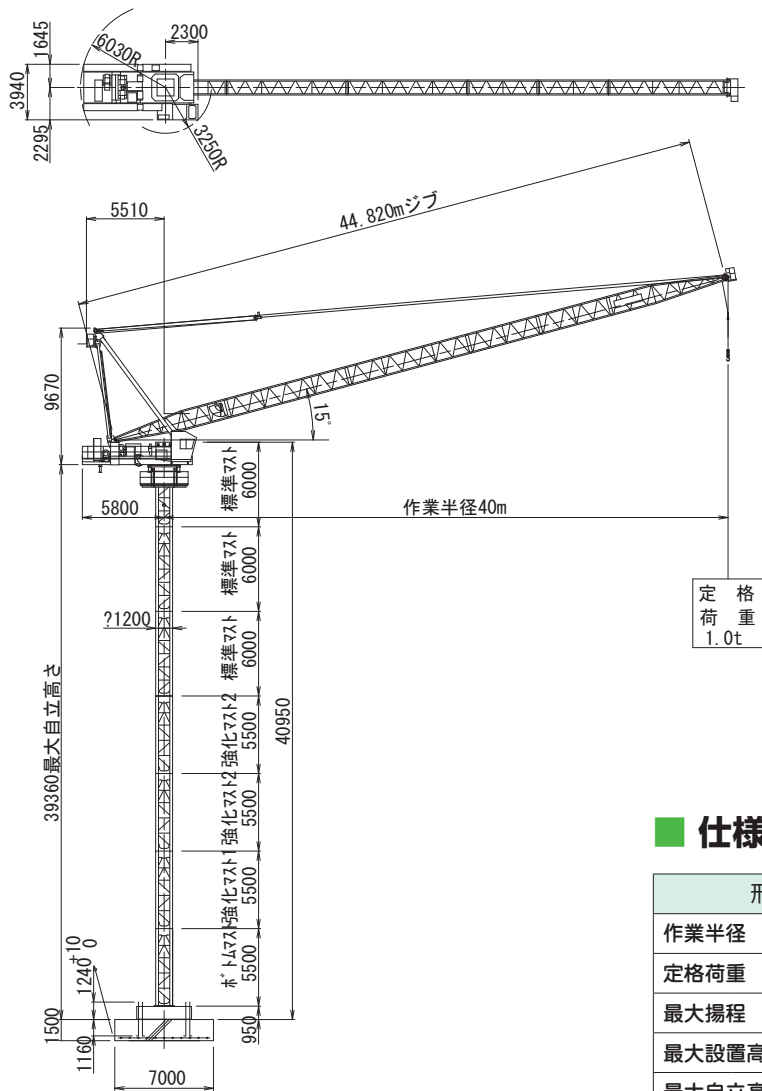 6030R
2300
1645
3940
2295
3250R
5510
44.820mジブ
9670
15°
標準マスト
6000
5800
作業半径40m
標準マスト
6000
?1200
標準マスト
6000
定 格
荷 重
1.0t
39360最大自立高さ
強化マスト2
5500
40950
強化マスト2
5500
強化マスト1
5500
ボトムマスト
5500
+10
1240 0
1500
1160
950
7000
■ 仕様
形
作業半径
定格荷重
最大揚程
最大設置高
最大自立高